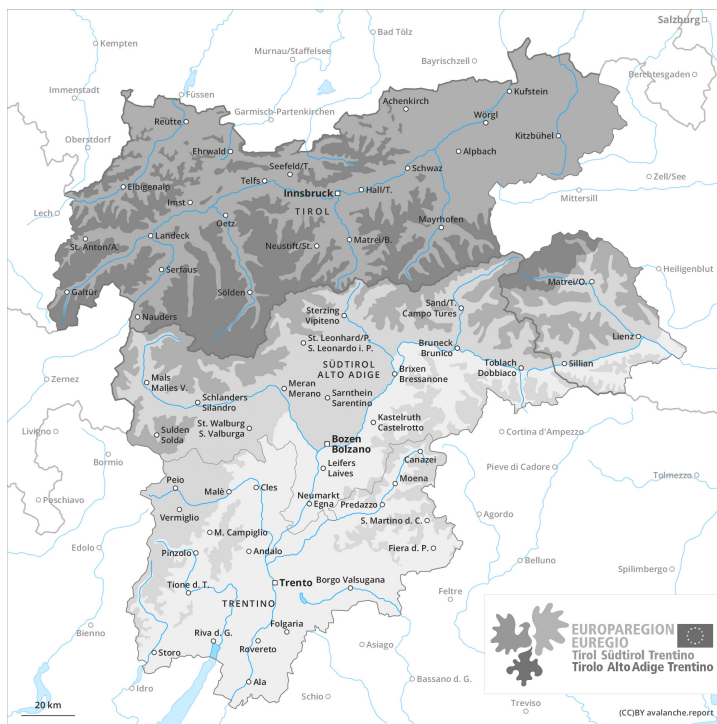 Salzburg
Bad Tölz
Kempten
Murnau/Staffelsee
Bayrischzell
Berchtesgaden
Immenstadt
Füssen
Achenkirch
Kufstein
Garmisch-Partenkirchen
Reutte
Wörgl
Oberstdorf
Ehrwald
Kitzbühel
Alpbach
Seefeld/T.
Schwaz
Telfs
Zell/See
Elbigenalp
Innsbruck
Hall/T.
Mittersill
Imst
TIROL
Lech
Oetz
Mayrhofen
Landeck
St. Anton/A.
Neustift/St.
Matrei/B.
Serfaus
Heiligenblut
Galtür
Sölden
Matrei/O.
Nauders
Sand/T.
Campo Tures
Sterzing
Vipiteno
St. Leonhard/P.
S. Leonardo i. P.
Bruneck
Brunico
Lienz
Toblach
Dobbiaco
Sillian
SÜDTIROL
ALTO ADIGE
Brixen
Bressanone
Zernez
Mals
Malles V.
Meran
Merano
Sarnthein
Sarentino
Schlanders
Silandro
Kastelruth
Castelrotto
Livigno
Sulden
Solda
St. Walburg
S. Valburga
Cortina d'Ampezzo
Bozen
Bolzano
Bormio
Canazei
Leifers
Laives
Pieve di Cadore
Tolmezzo
Peio
Malè
Cles
Moena
Poschiavo
Neumarkt
Egna
Predazzo
Vermiglio
Agordo
S. Martino d. C.
M. Campiglio
Edolo
Pinzolo
Andalo
Fiera d. P.
Belluno
Spilimbergo
Tione d. T.
Trento
Borgo Valsugana
Feltre
TRENTINO
Bienno
Folgaria
Riva d. G.
Rovereto
Asiago
Storo
EUROPAREGION
EUREGIO
Tirol Südtirol Trentino
Tirolo Alto Adige Trentino
Ala
Bassano d. G.
Idro
Schio
Treviso
20 km
(CC)BY avalanche.report